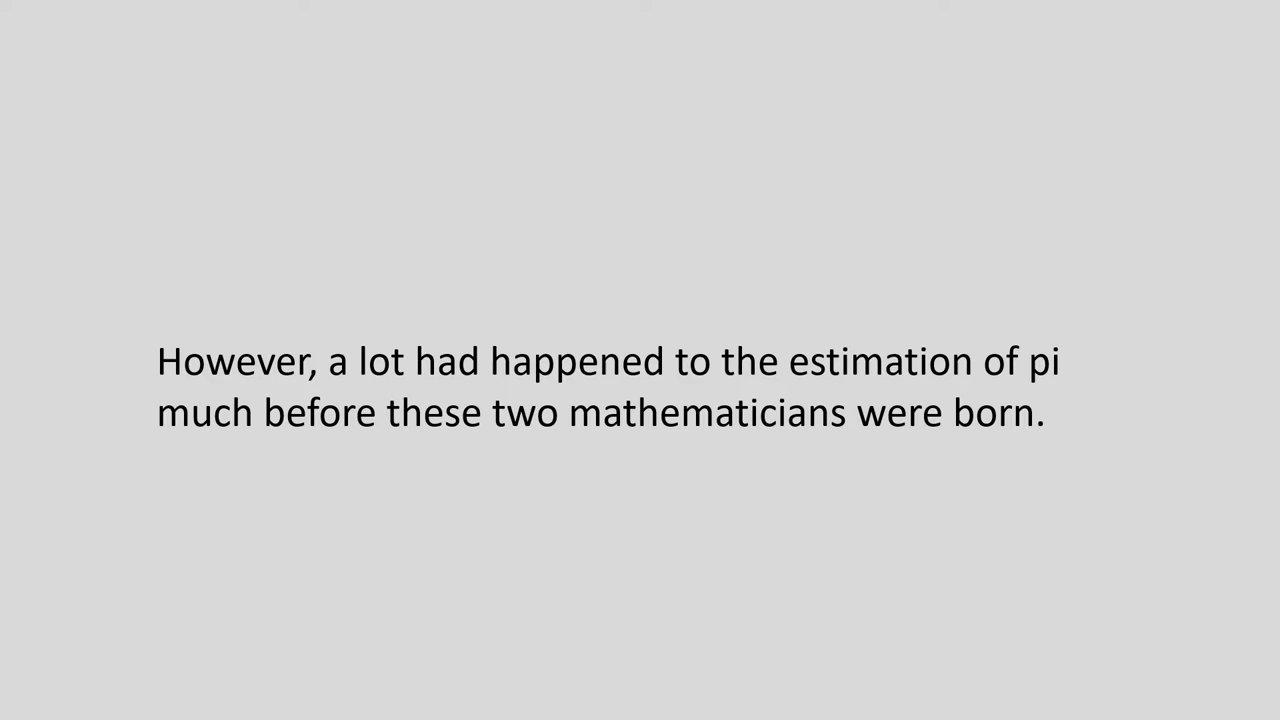 However, a lot had happened to the estimation of pi
much before these two mathematicians were born.